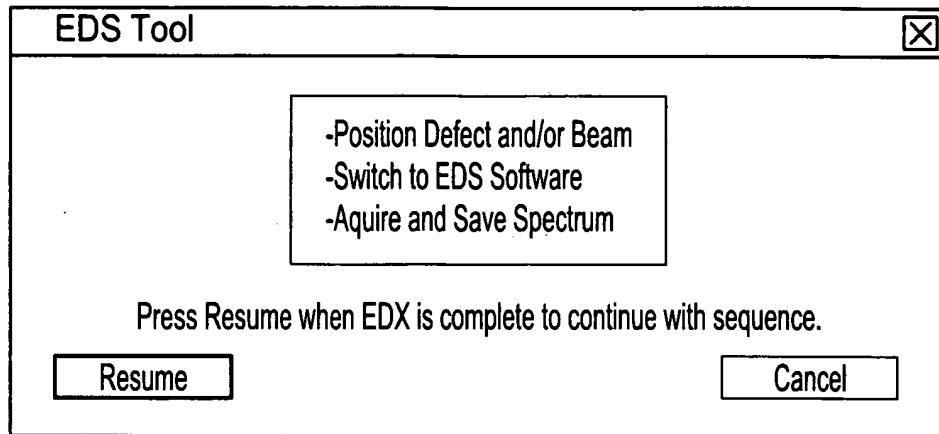 EDS Tool
-Position Defect and/or Beam
-Switch to EDS Software
-Aquire and Save Spectrum
Press Resume when EDX is complete to continue with sequence.
Resume
Cancel